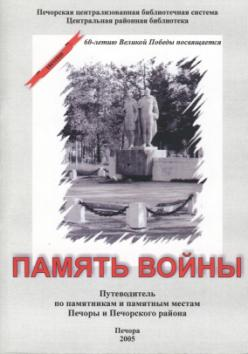 Печорская централизованная библиотечная система
Центральная районная библиотека
60-летию Великой Победы посвящается
ПАМЯТЬ ВОЙНЫ
Путеводитель
по памятникам и памятным местам
Печоры и Печорского района
Печора
2005